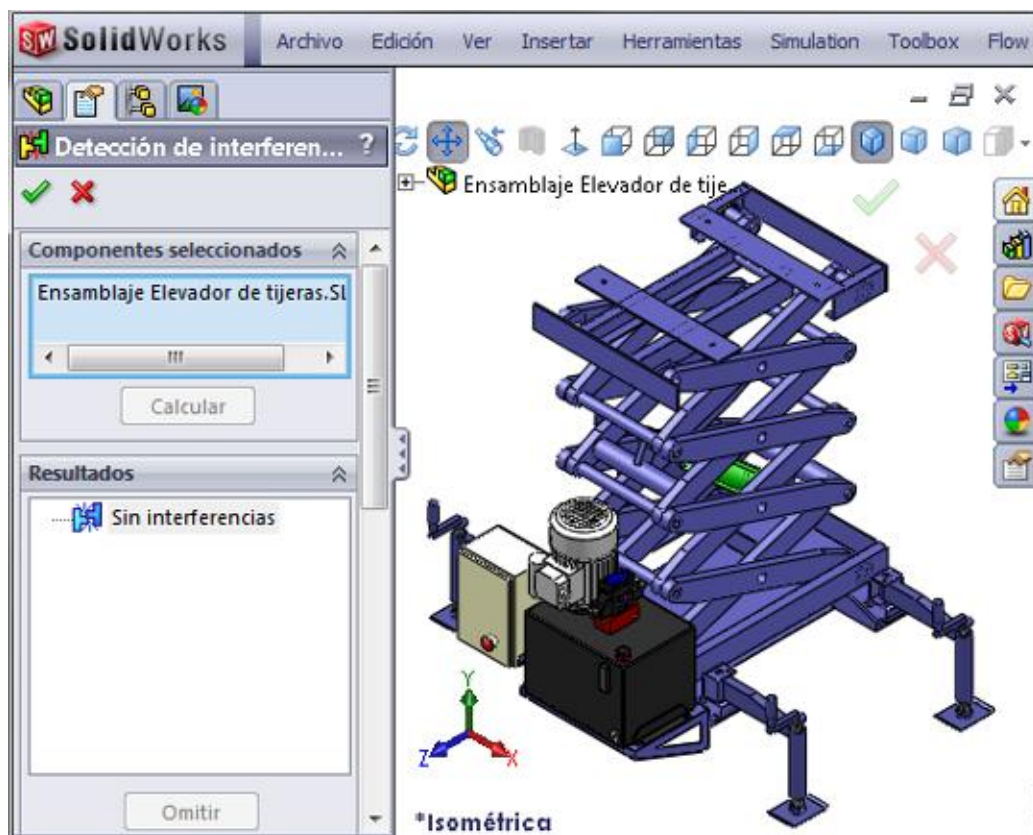 SW SolidWorks Archivo Edición Ver Insertar Herramientas Simulation Toolbox Flow
Detección de interferen... ?
Ensamblaje Elevador de tije...
Componentes seleccionados
Ensamblaje Elevador de tijeras.SL
Calcular
Resultados
Sin interferencias
Omitir
Y
Z
X
*Isométrica